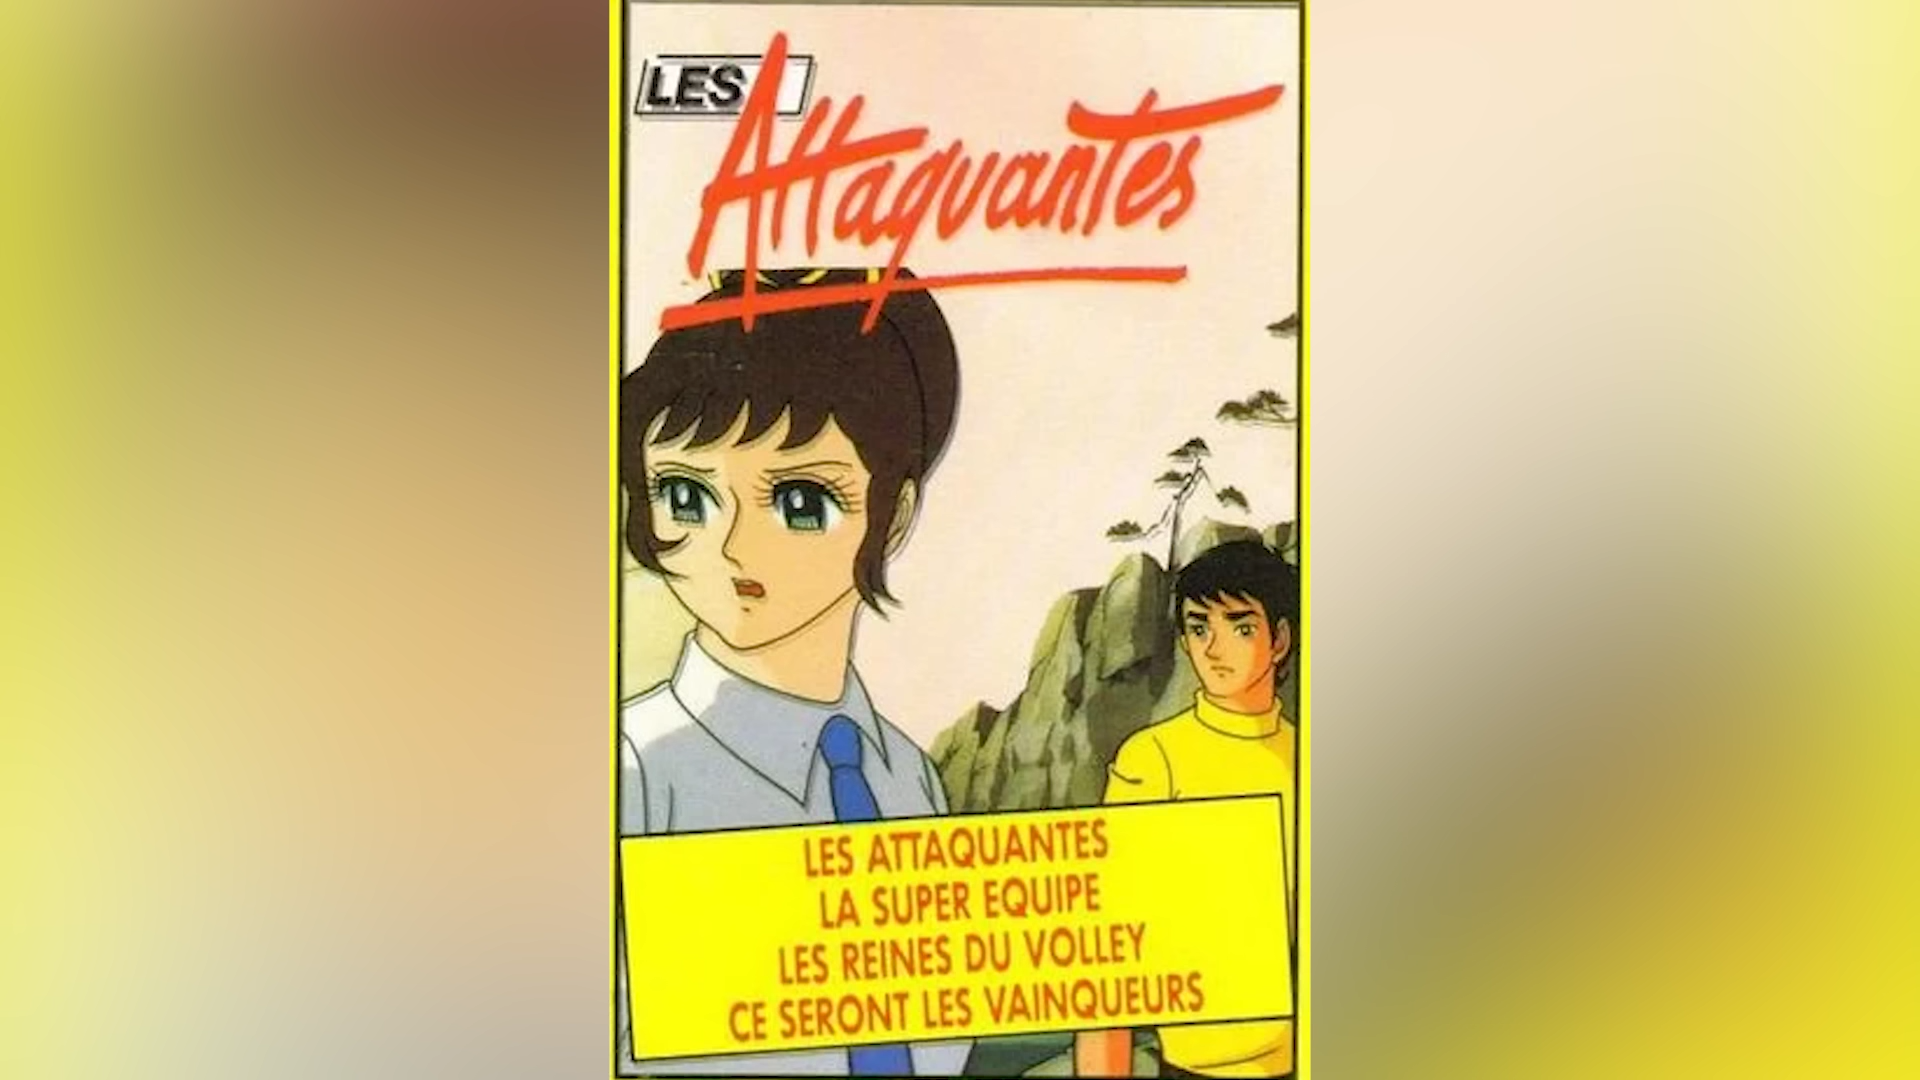 LES
Attaquantes
LES ATTAQUANTES
LA SUPER EQUIPE
LES REINES DU VOLLEY
CE SERONT LES VAINQUEURS